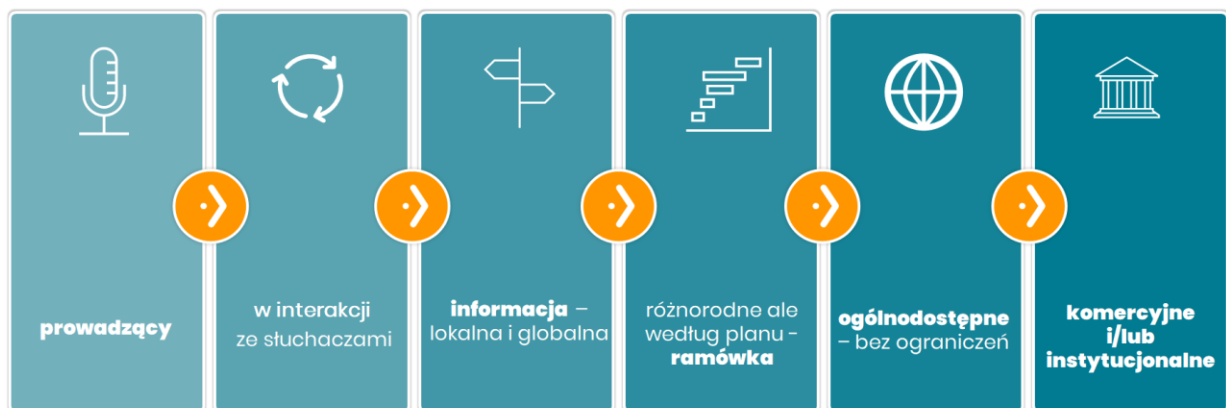 prowadzący
w interakcji
ze słuchaczami
informacja –
lokalna i globalna
różnorodne ale
według planu -
ramówka
ogólnodostępne
– bez ograniczeń
komercyjne
i/lub
instytucjonalne